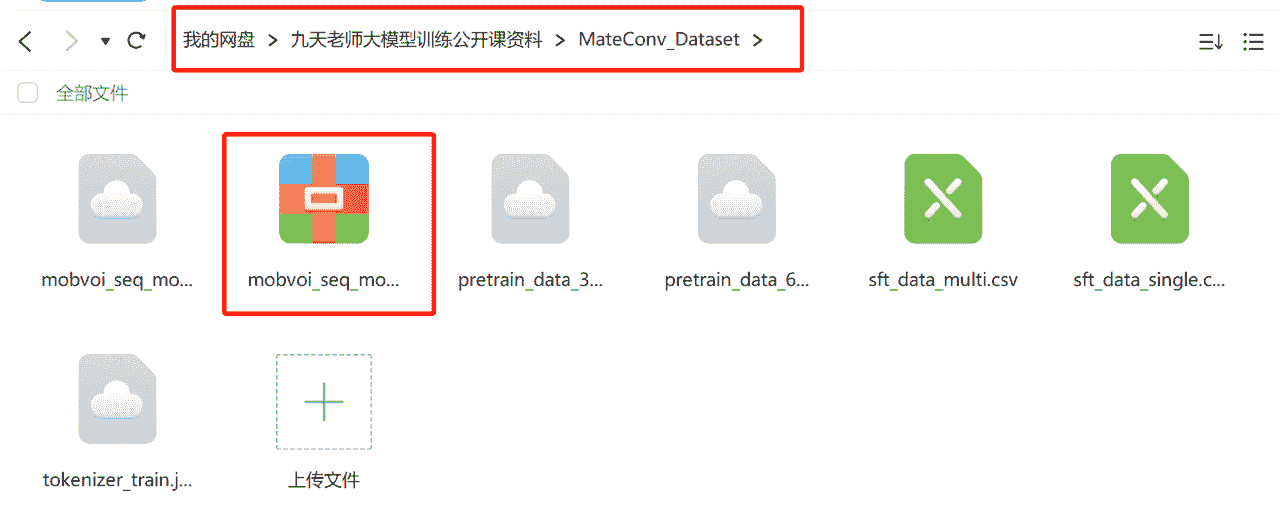 我的网盘 > 九天老师大模型训练公开课资料 > MateConv_Dataset >
全部文件
mobvoi_seq_mo... mobvoi_seq_mo... pretrain_data_3... pretrain_data_6... sft_data_multi.csv sft_data_single.c...
tokenizer_train.j... 上传文件